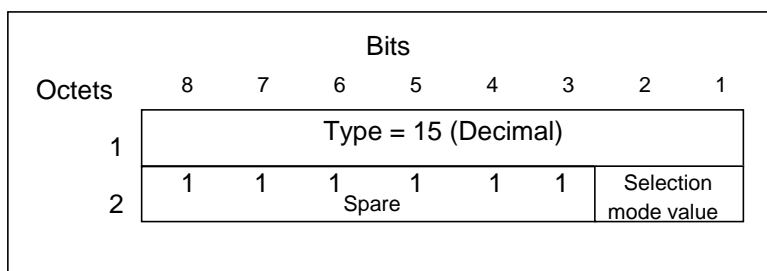 Bits
Octets 8 7 6 5 4 3 2 1
1 Type = 15 (Decimal)
2 1 1 1 1 1 1 Selection
Spare mode value